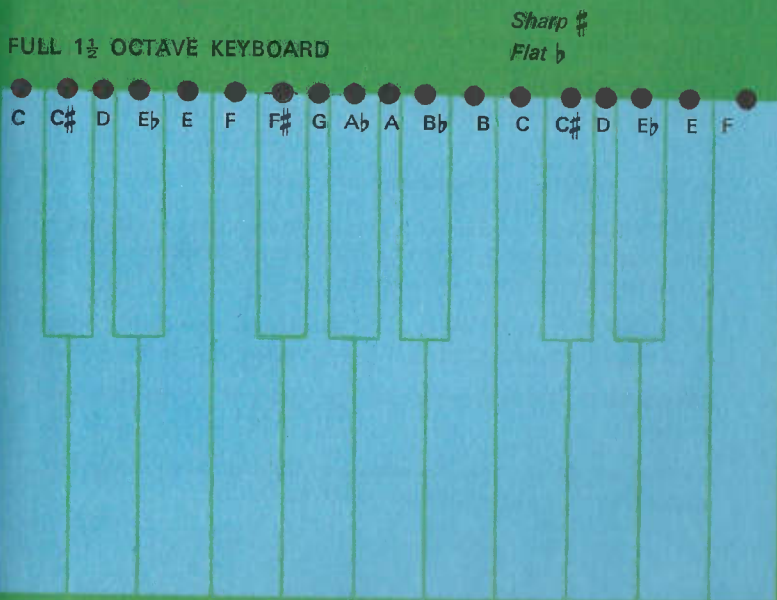 Sharp ♯
FULL 1½ OCTAVE KEYBOARD
Flat ♭
C C♯ D E♭ E F F♯ G A♭ A B♭ B C C♯ D E♭ E F